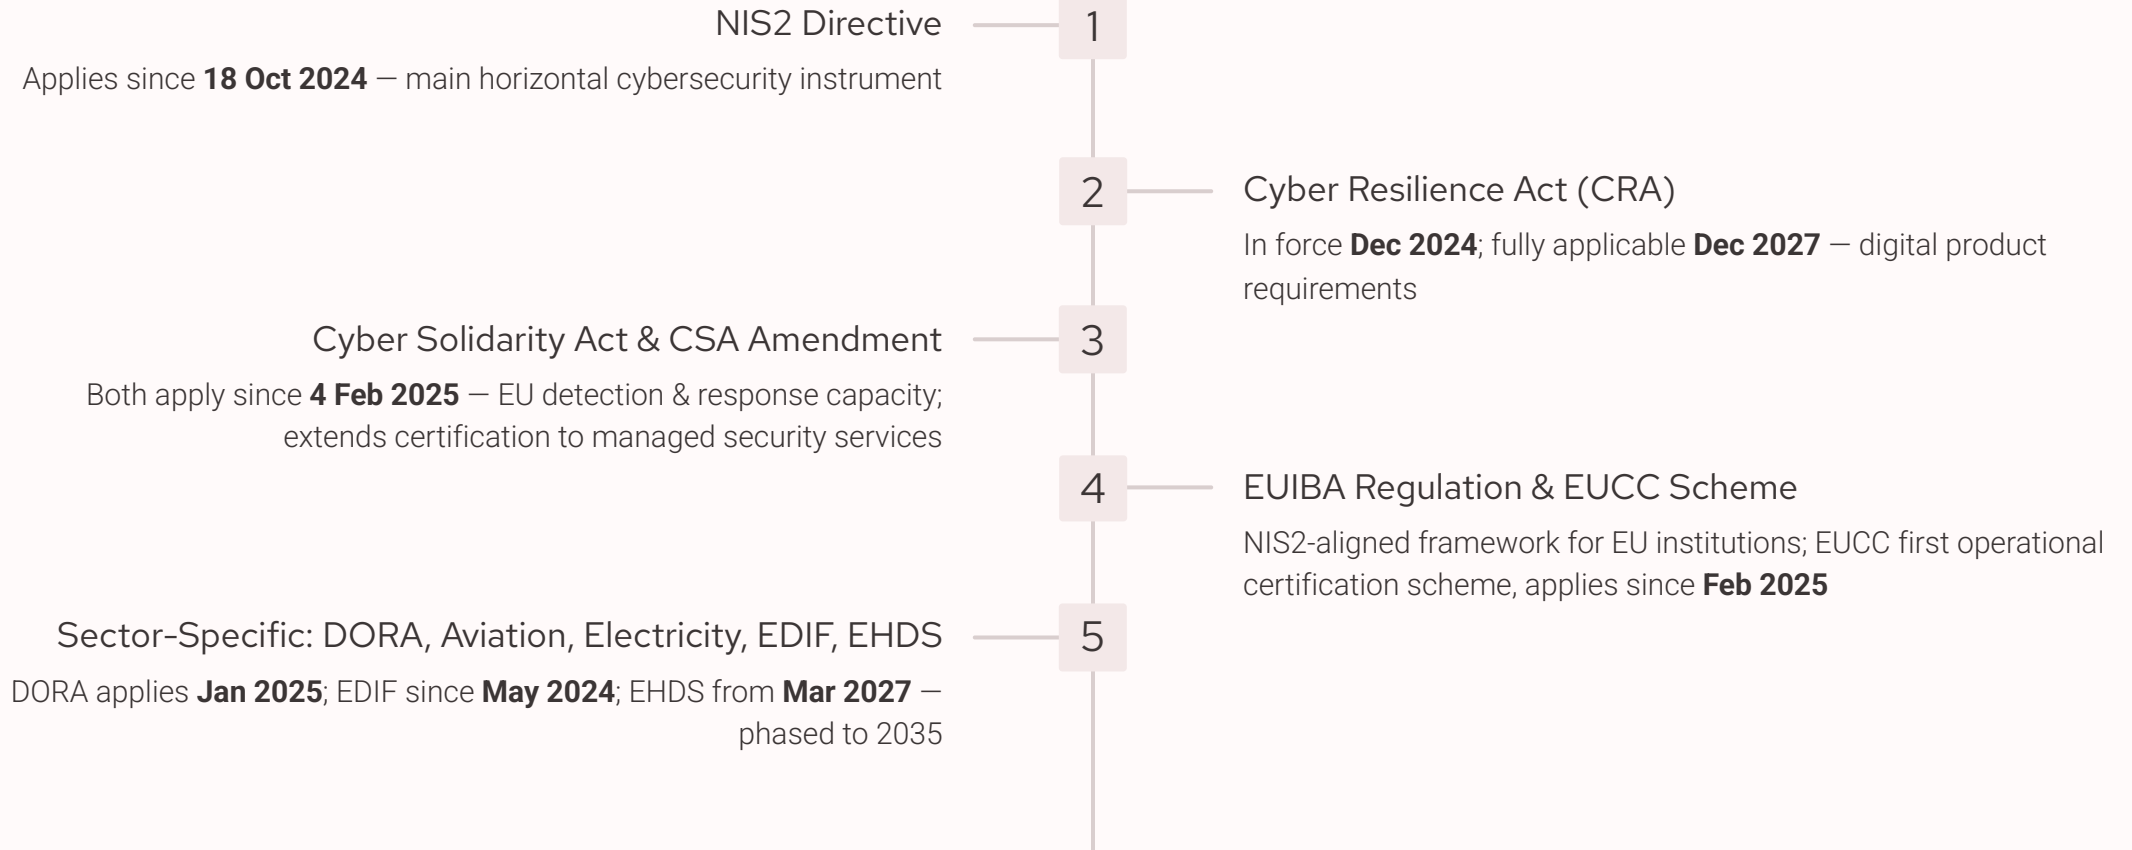 NIS2 Directive
1
Applies since 18 Oct 2024 — main horizontal cybersecurity instrument
2
Cyber Resilience Act (CRA)
In force Dec 2024; fully applicable Dec 2027 — digital product
requirements
Cyber Solidarity Act & CSA Amendment
3
Both apply since 4 Feb 2025 — EU detection & response capacity;
extends certification to managed security services
4
EUIBA Regulation & EUCC Scheme
NIS2-aligned framework for EU institutions; EUCC first operational
certification scheme, applies since Feb 2025
Sector-Specific: DORA, Aviation, Electricity, EDIF, EHDS
5
DORA applies Jan 2025; EDIF since May 2024; EHDS from Mar 2027 —
phased to 2035